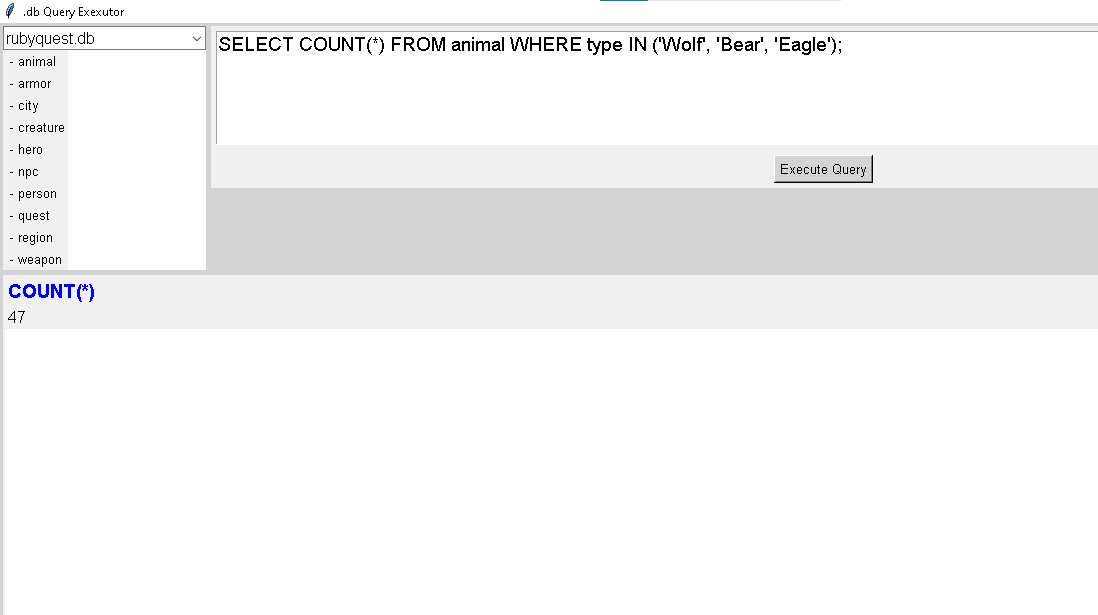 .db Query Exexutor
rubyquest.db
SELECT COUNT(*) FROM animal WHERE type IN ('Wolf', 'Bear', 'Eagle');
- animal
- armor
- city
- creature
- hero
- npc
- person
- quest
- region
- weapon
Execute Query
COUNT(*)
47